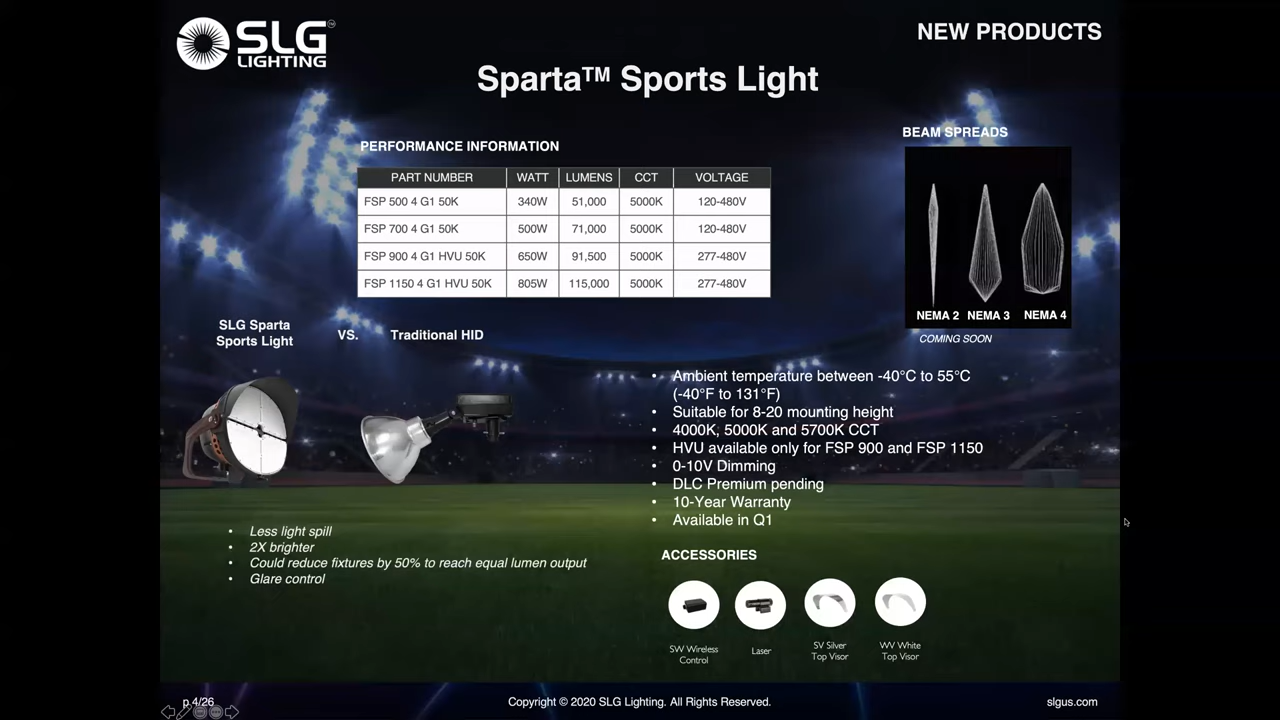 SLG
LIGHTING
TM
NEW PRODUCTS
Sparta™ Sports Light
PERFORMANCE INFORMATION
PART NUMBER WATT LUMENS CCT VOLTAGE
FSP 500 4 G1 50K 340W 51,000 5000K 120-480V
FSP 700 4 G1 50K 500W 71,000 5000K 120-480V
FSP 900 4 G1 HVU 50K 650W 91,500 5000K 277-480V
FSP 1150 4 G1 HVU 50K 805W 115,000 5000K 277-480V
BEAM SPREADS
NEMA 2 NEMA 3 NEMA 4
COMING SOON
SLG Sparta
Sports Light
VS.
Traditional HID
• Less light spill
• 2X brighter
• Could reduce fixtures by 50% to reach equal lumen output
• Glare control
• Ambient temperature between -40°C to 55°C
(-40°F to 131°F)
• Suitable for 8-20 mounting height
• 4000K, 5000K and 5700K CCT
• HVU available only for FSP 900 and FSP 1150
• 0-10V Dimming
• DLC Premium pending
• 10-Year Warranty
• Available in Q1
ACCESSORIES
SW Wireless
Control
Laser
SV Silver
Top Visor
WV White
Top Visor
p.4/26
Copyright © 2020 SLG Lighting. All Rights Reserved.
slgus.com